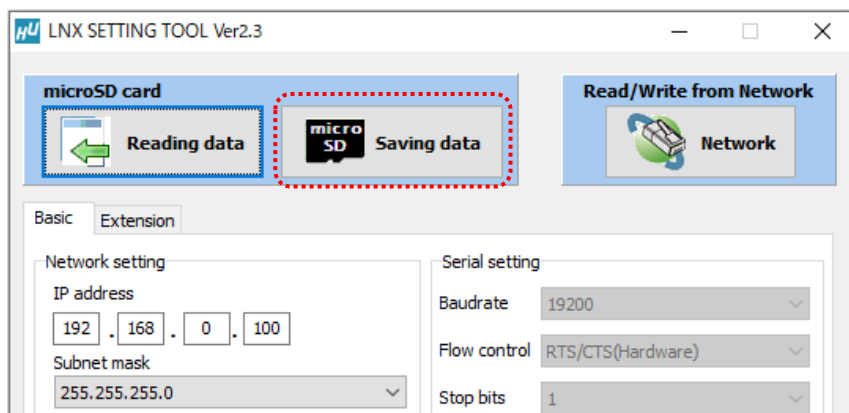 HU LNX SETTING TOOL Ver2.3
microSD card
Reading data
micro
SD
Saving data
Read/Write from Network
Network
Basic
Extension
Network setting
IP address
192 . 168 . 0 . 100
Subnet mask
255.255.255.0
Serial setting
Baudrate 19200
Flow control RTS/CTS(Hardware)
Stop bits 1